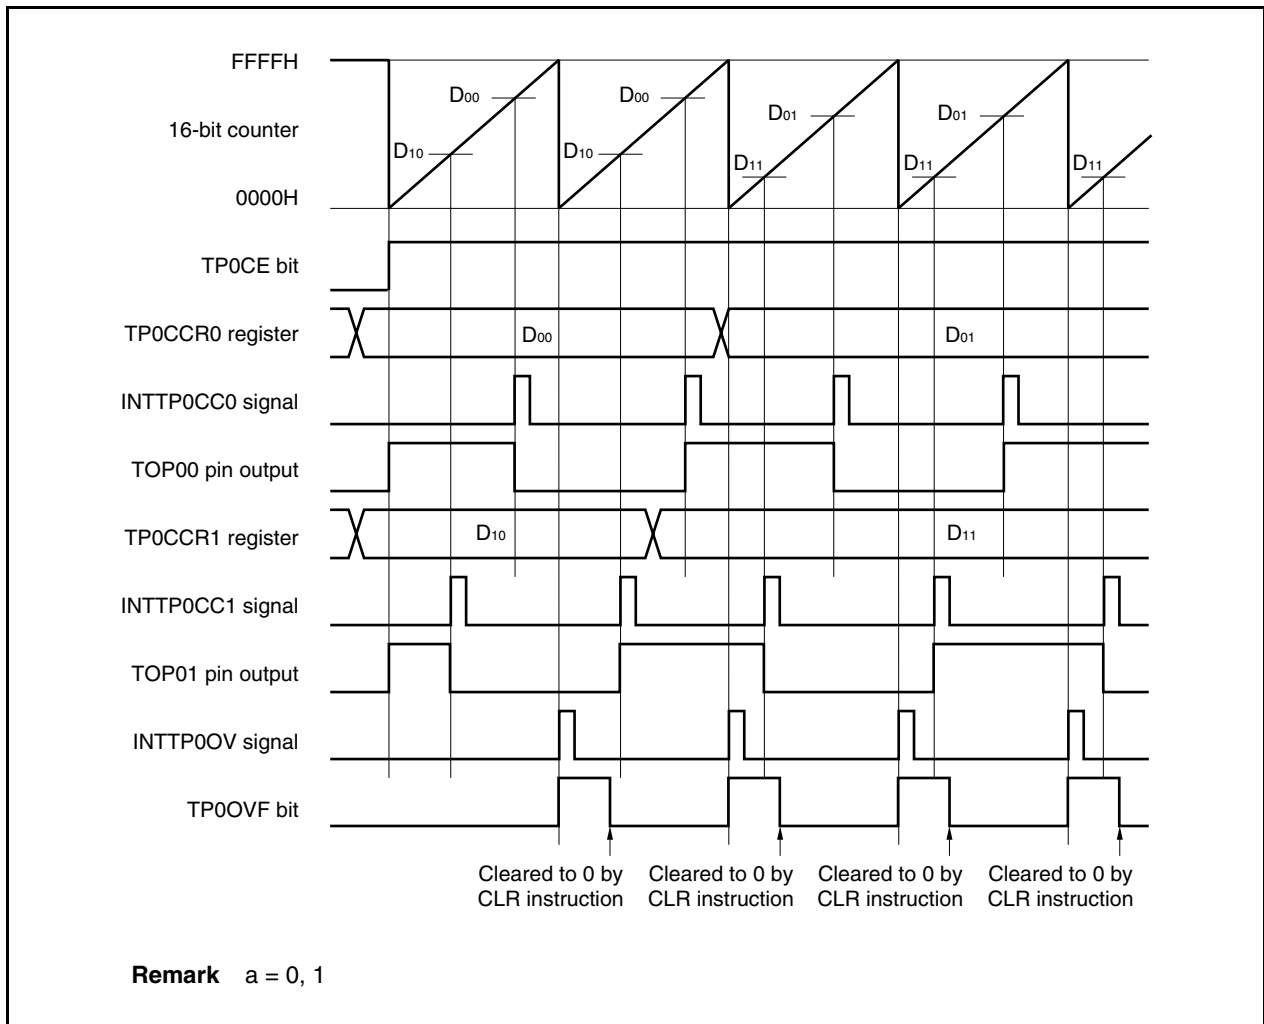 FFFFH
D00
D00
D01
D01
16-bit counter
D10
D10
D11
D11
D11
0000H
TP0CE bit
TP0CCR0 register
D00
D01
INTTP0CC0 signal
TOP00 pin output
TP0CCR1 register
D10
D11
INTTP0CC1 signal
TOP01 pin output
INTTP0OV signal
TP0OVF bit
Cleared to 0 by
CLR instruction
Cleared to 0 by
CLR instruction
Cleared to 0 by
CLR instruction
Cleared to 0 by
CLR instruction
Remark a = 0, 1